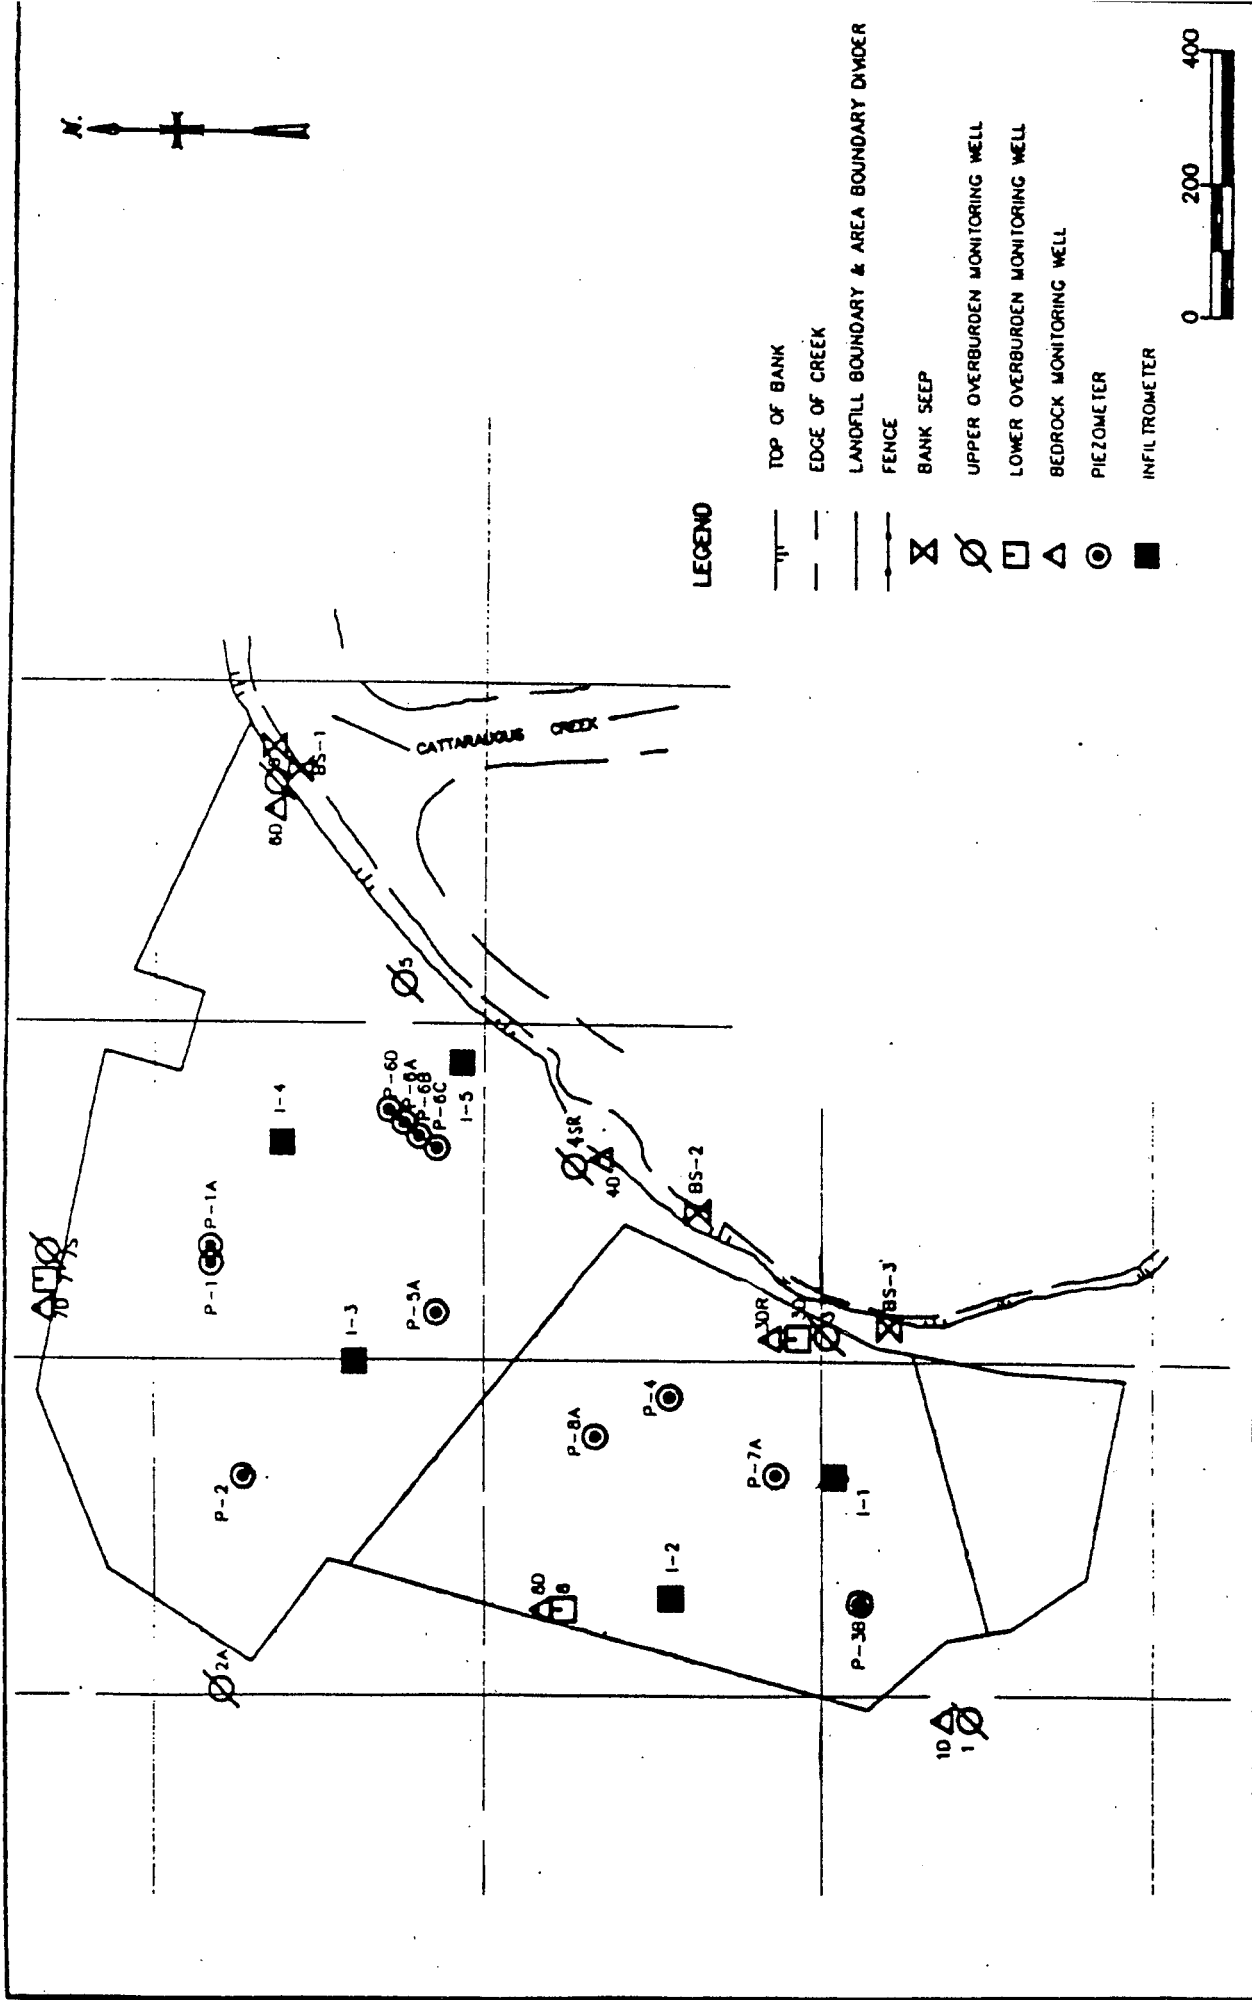 N.
7D
7I
7S
P-1
P-1A
I-4
P-2
2A
I-3
P-5A
P-6D
P-6A
P-6B
P-6C
I-5
5
6D
6
BS-1
CATTARAUGUS CREEK
4SR
4D
BS-2
8D
8
P-8A
P-4
I-2
P-7A
I-1
P-3B
3DR
3D
3
BS-3
1D
1
LEGEND
TOP OF BANK
EDGE OF CREEK
LANDFILL BOUNDARY & AREA BOUNDARY DIVIDER
FENCE
BANK SEEP
UPPER OVERBURDEN MONITORING WELL
LOWER OVERBURDEN MONITORING WELL
BEDROCK MONITORING WELL
PIEZOMETER
INFILTROMETER
0 200 400